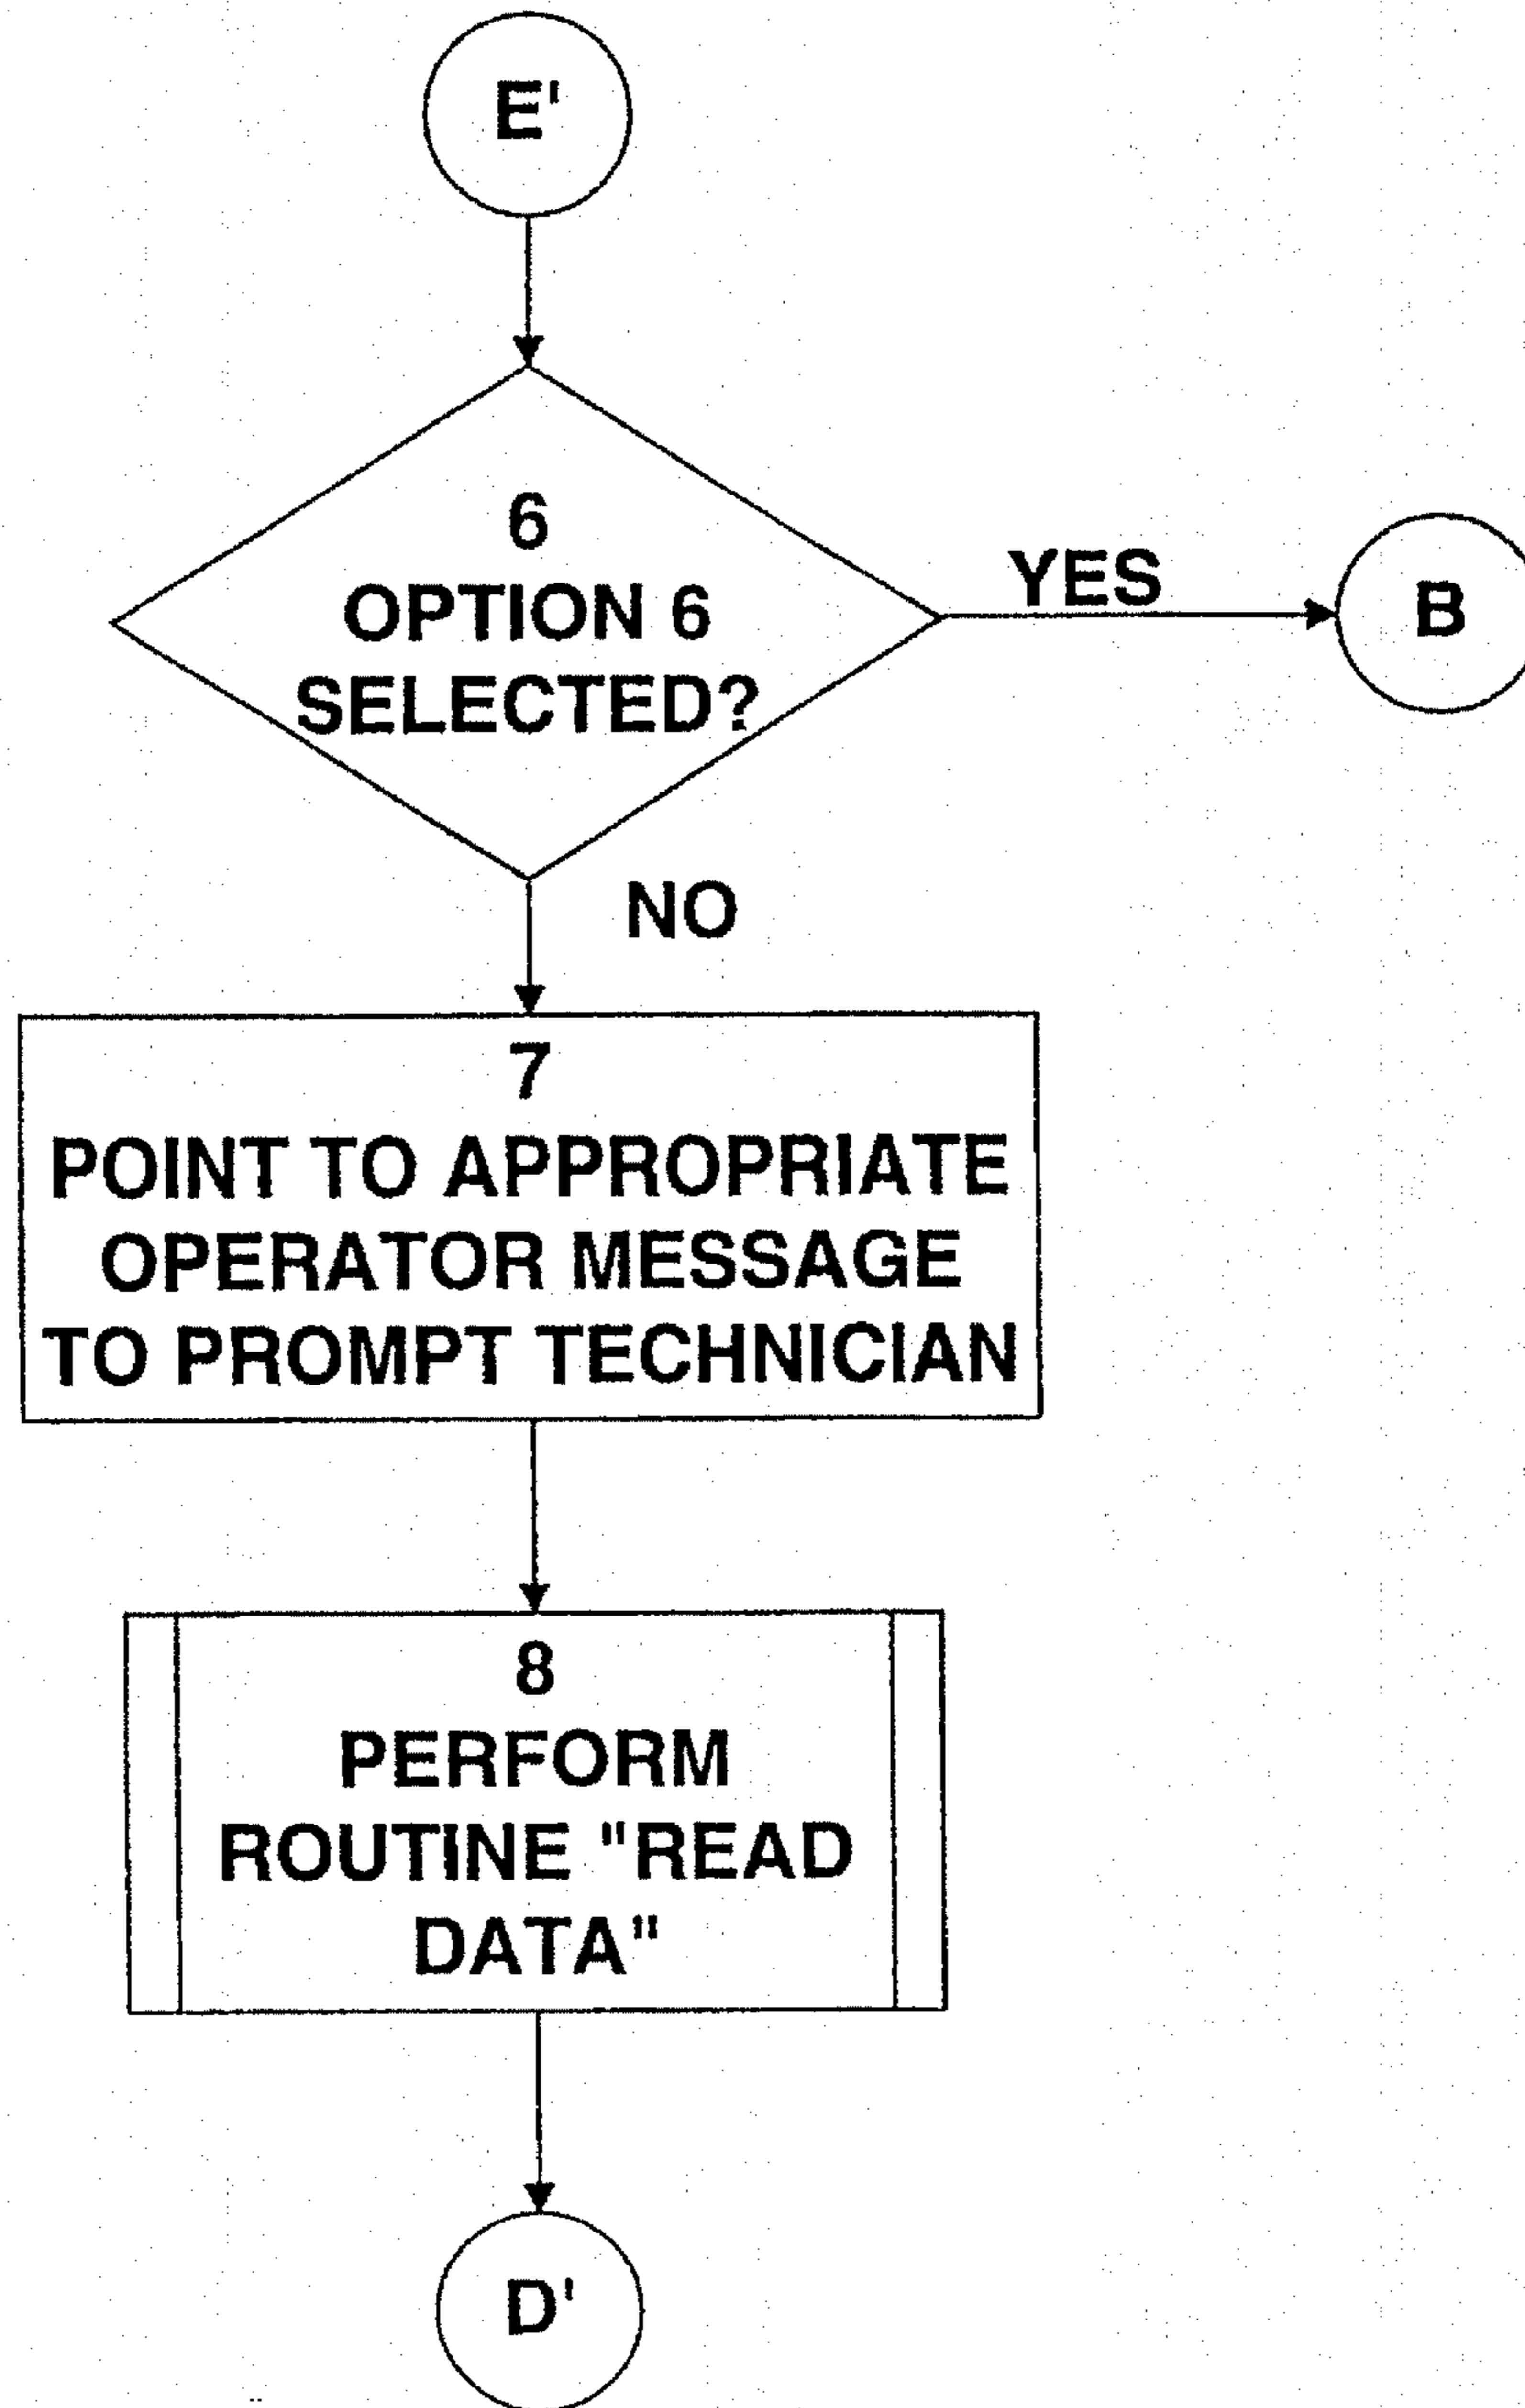 E'
6
OPTION 6
SELECTED?
YES
B
NO
7
POINT TO APPROPRIATE
OPERATOR MESSAGE
TO PROMPT TECHNICIAN
8
PERFORM
ROUTINE "READ
DATA"
D'